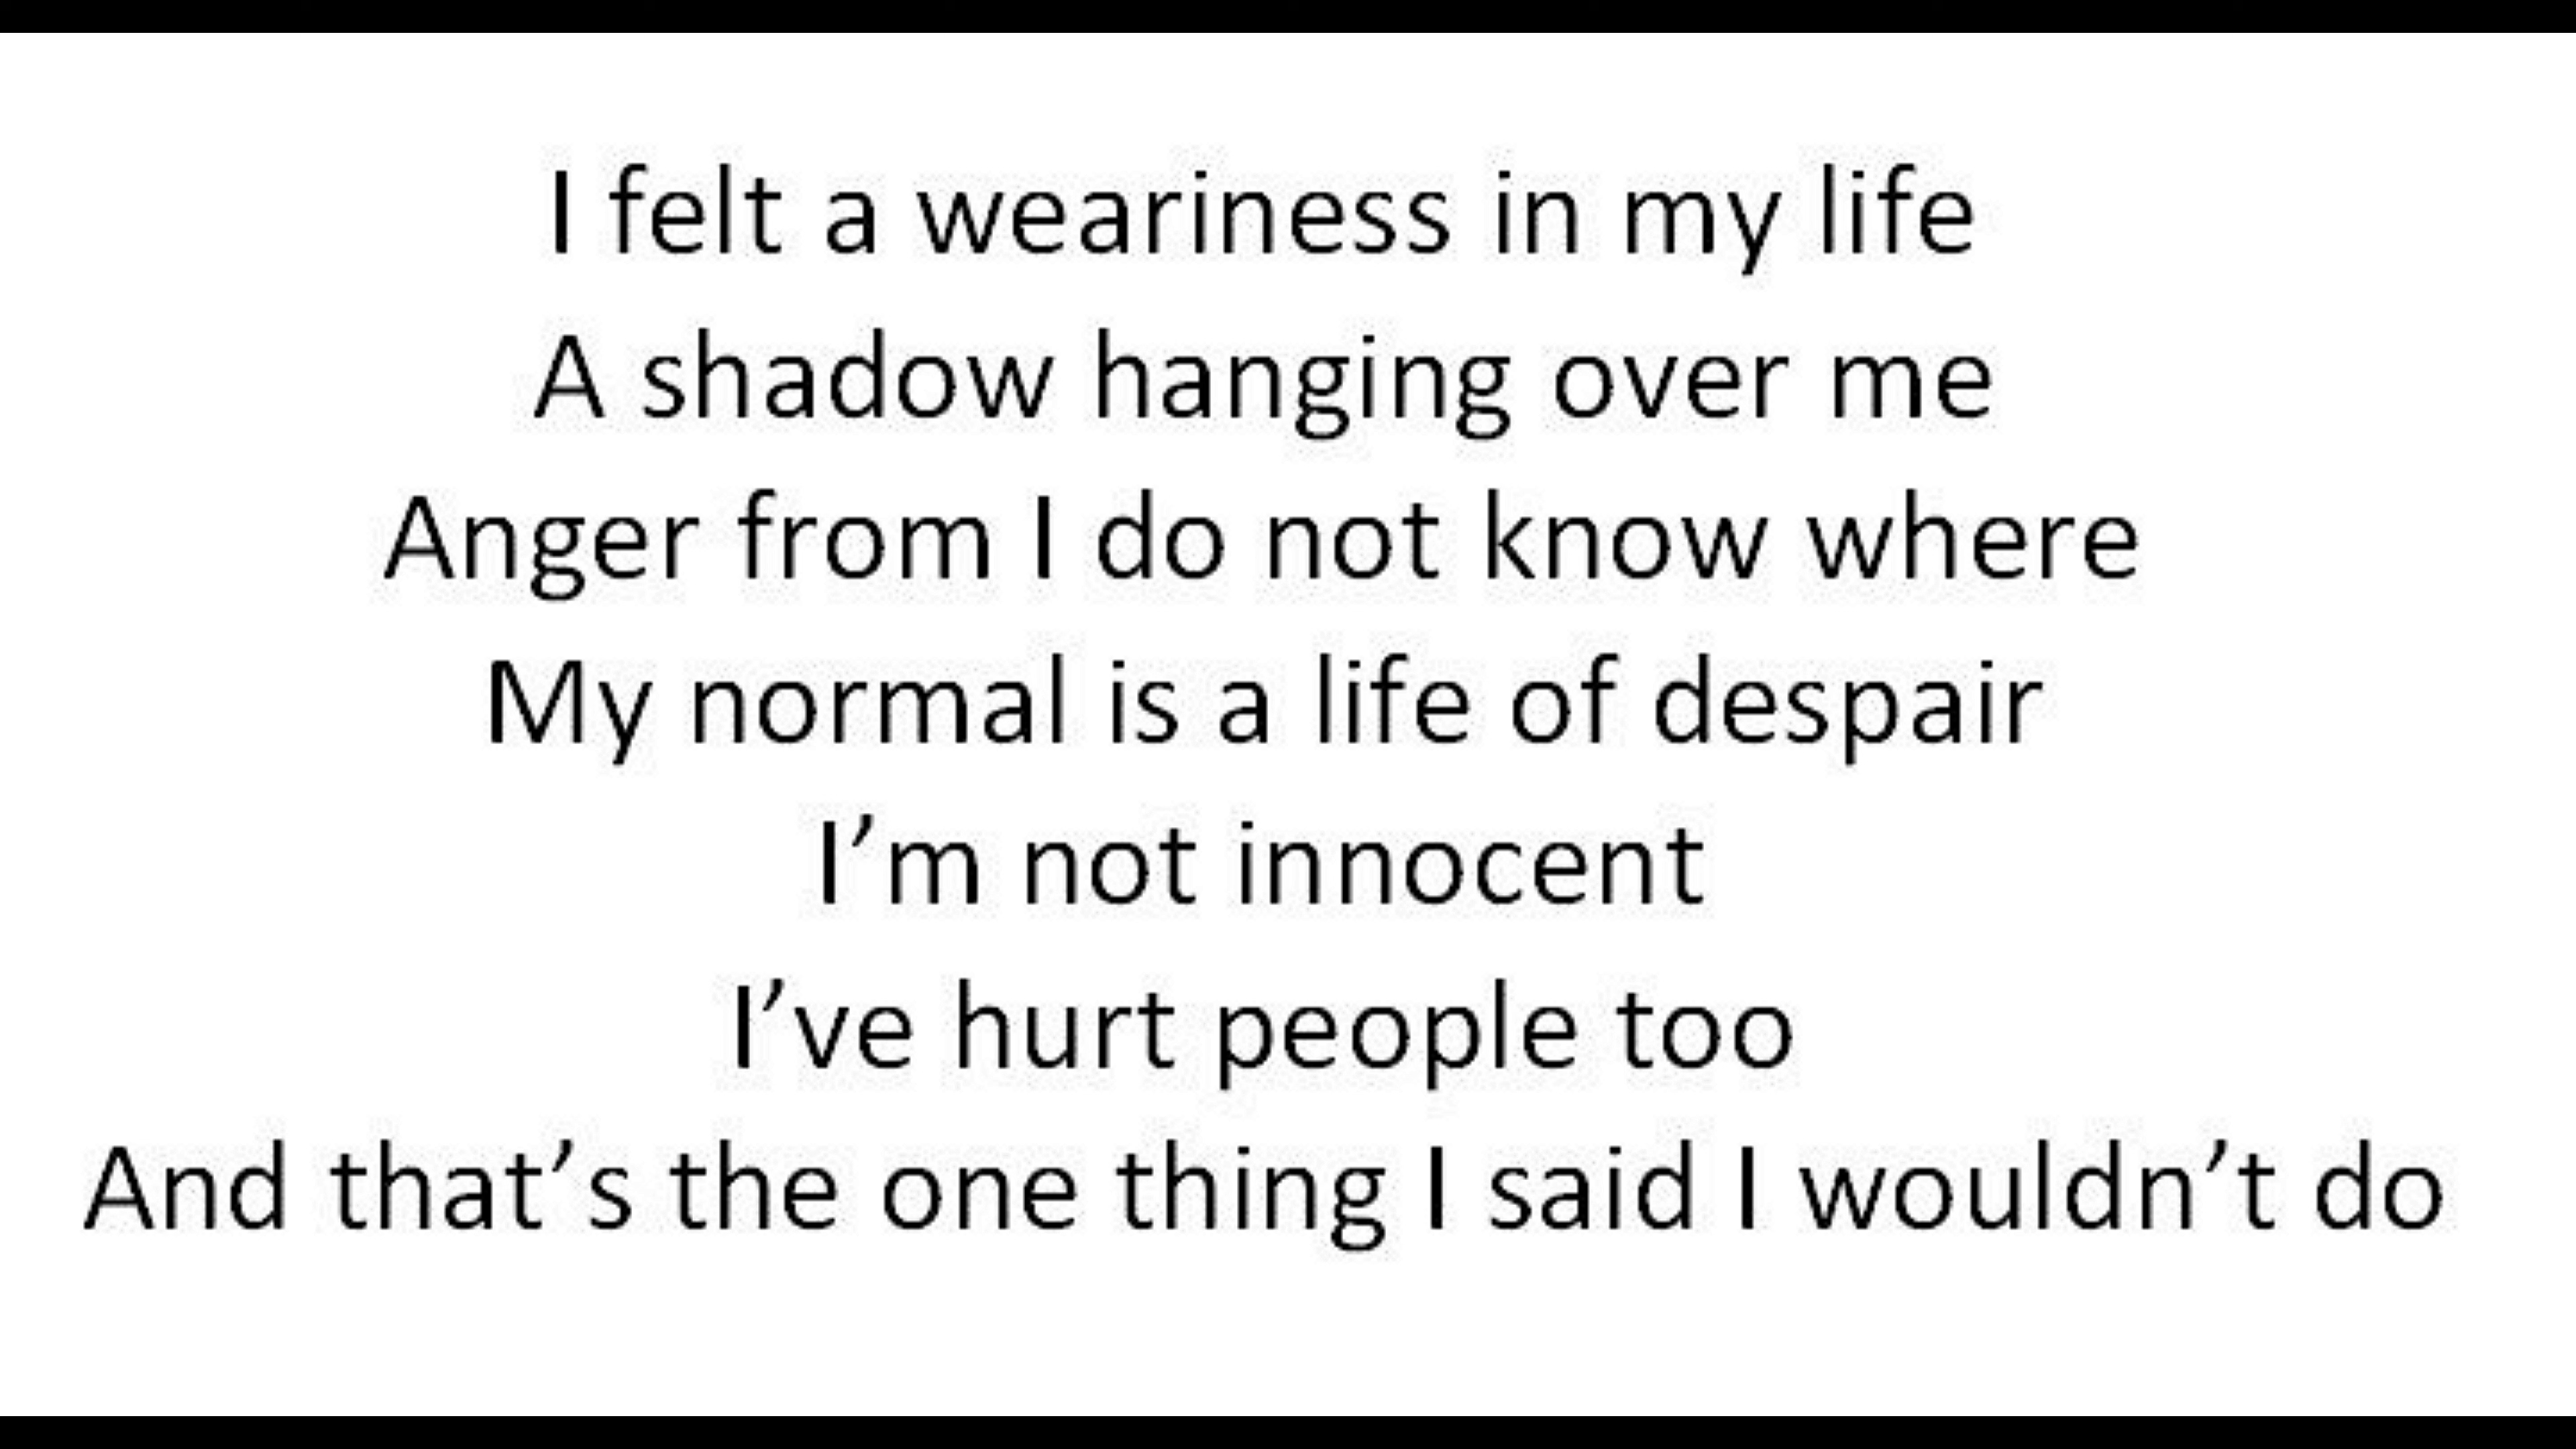 I felt a weariness in my life
A shadow hanging over me
Anger from I do not know where
My normal is a life of despair
I’m not innocent
I’ve hurt people too
And that’s the one thing I said I wouldn’t do